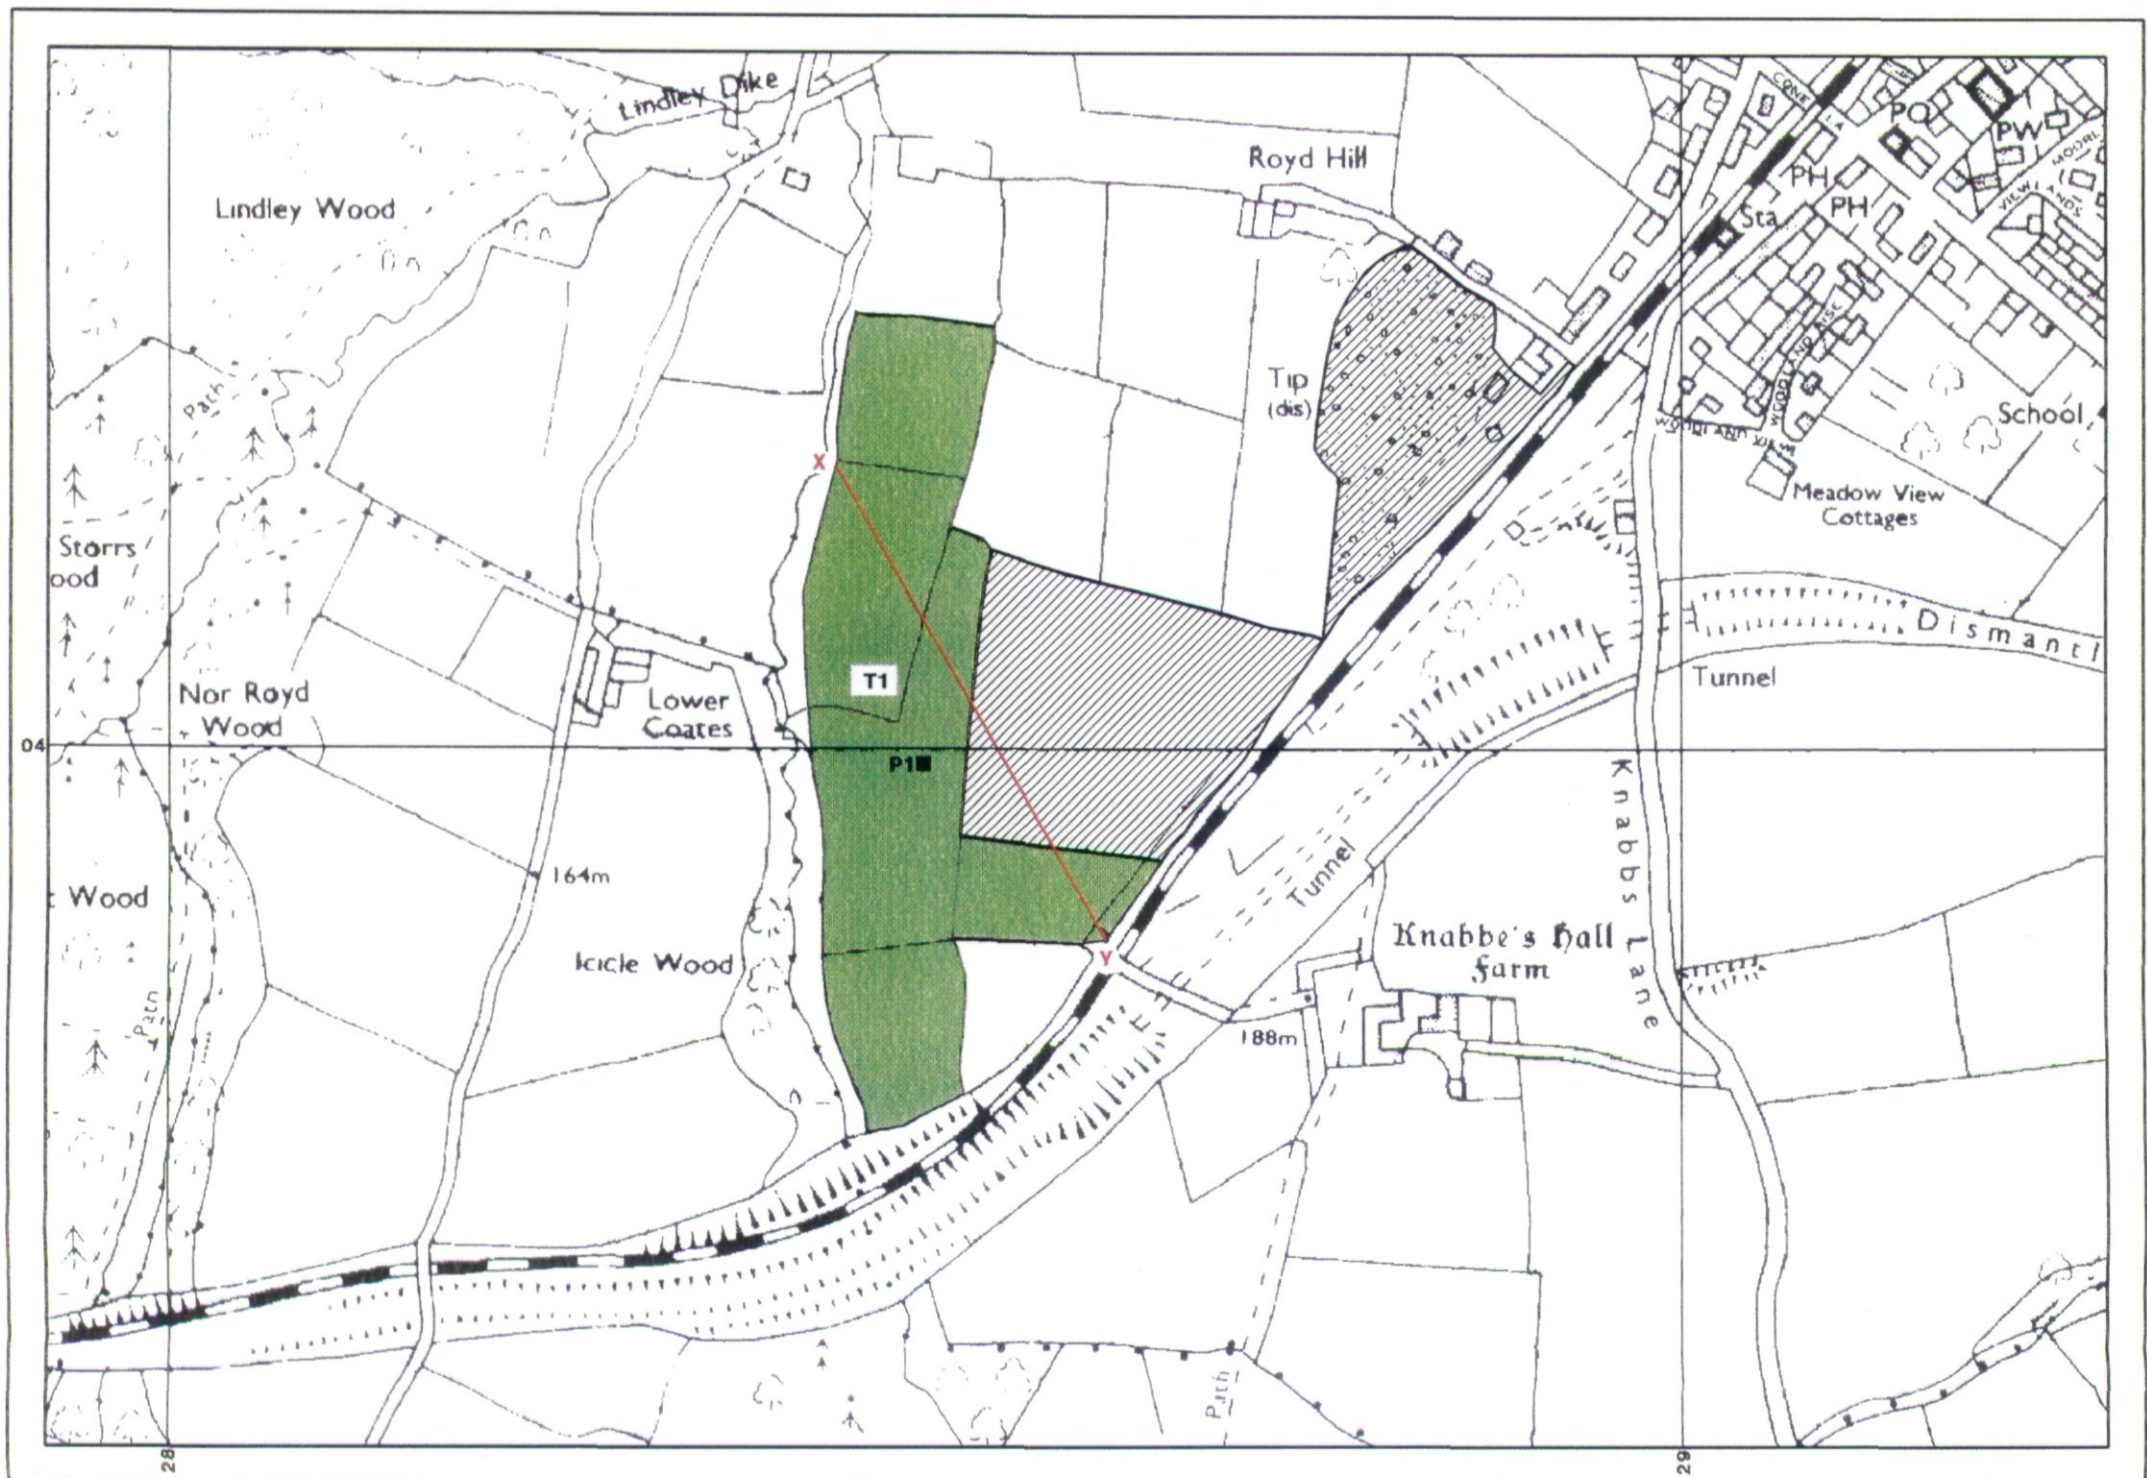 Lindley Dike
Royd Hill
PO
PW
PH
PH
Sta
Lindley Wood
Tip
(dis)
Path
School
X
WOODLAND VIEW
Meadow View
Cottages
Storrs
ood
Dismantl
T1
Tunnel
Nor Royd
Wood
Lower
Coates
04
P1
Knabbs Lane
Tunnel
164m
Wood
Knabbe's Hall
Farm
Icicle Wood
Y
Path
188m
Path
28
29